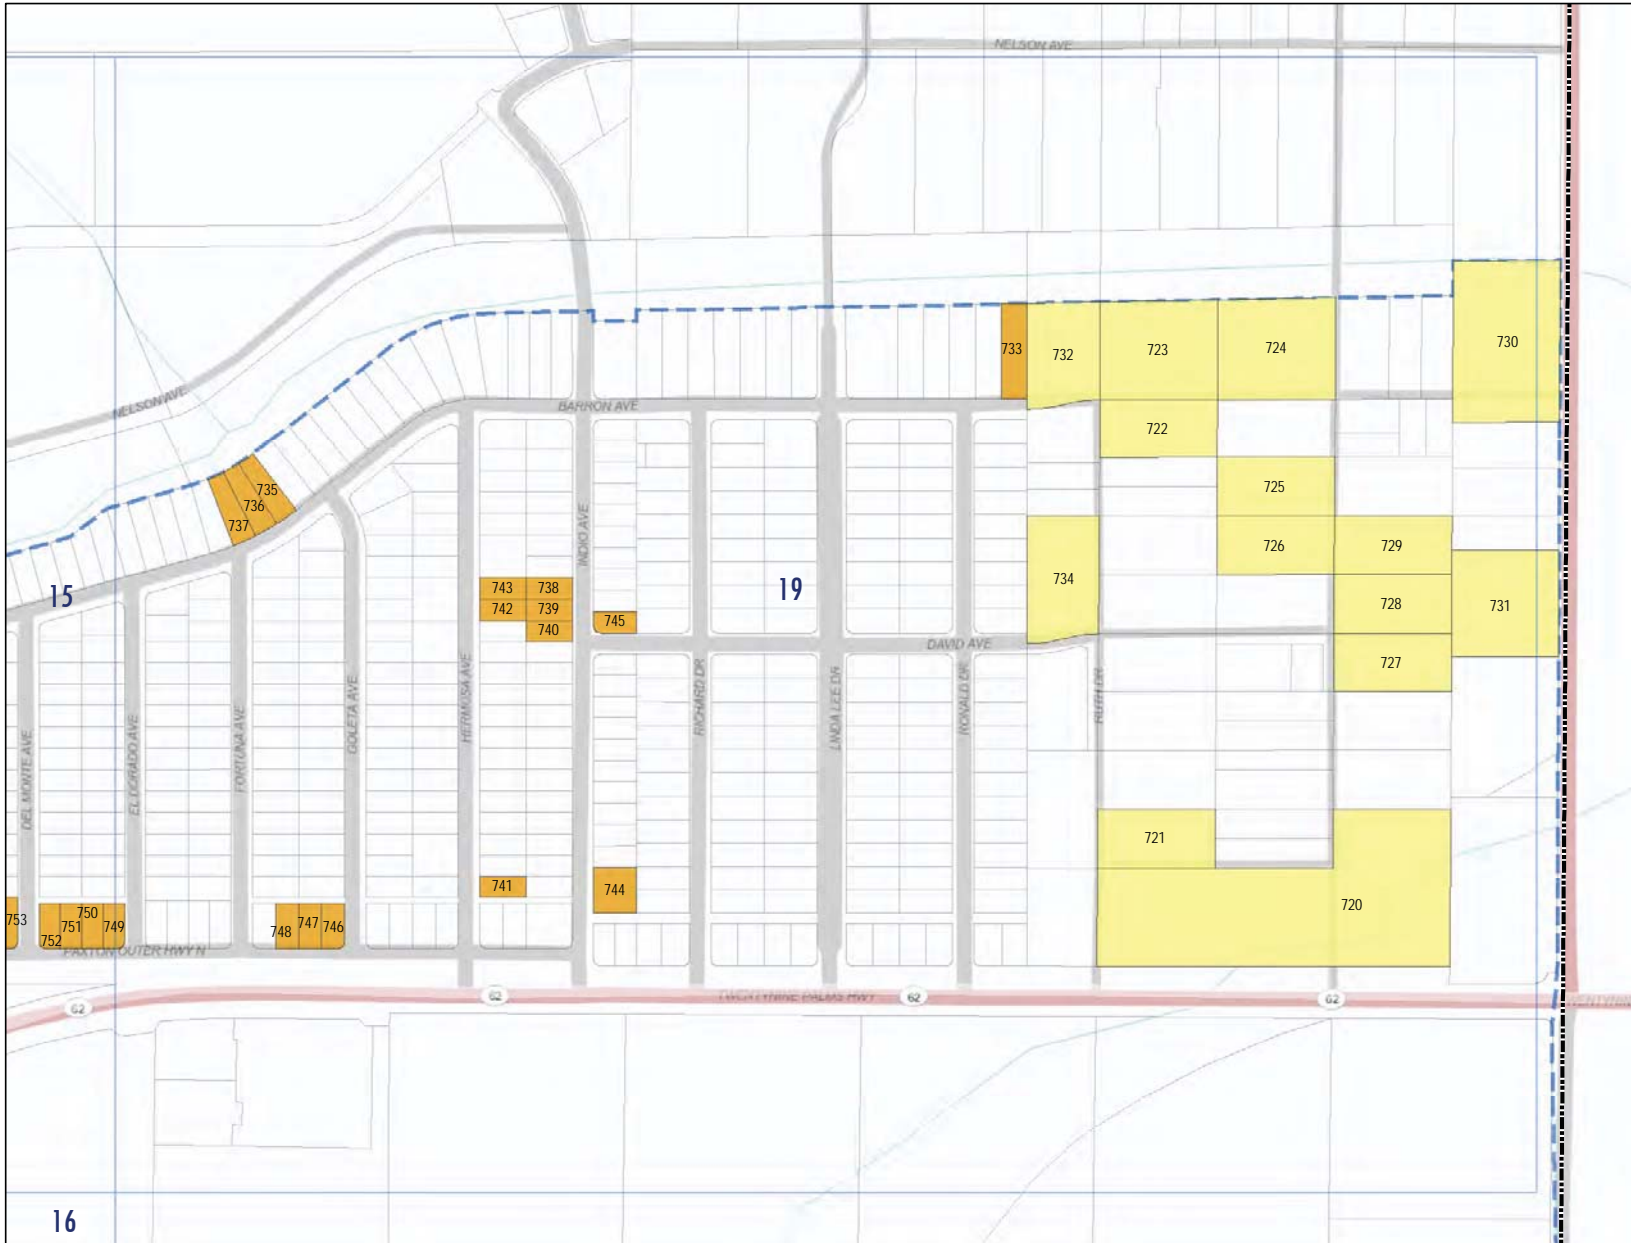 NELSON AVE
733
732
723
724
730
NELSON AVE
BARRON AVE
722
735
736
737
725
726
729
INDIO AVE
15
743
738
742
739
740
19
745
734
728
731
DAVID AVE
727
HERMOSA AVE
GOLETA AVE
FORTUNA AVE
EL DORADO AVE
DEL MONTE AVE
RICHARD DR
LINDA LEE DR
RONALD DR
RUTH DR
721
741
744
720
753
752
751
750
749
748
747
746
PAXTON OUTER HWY N
62
62
TWENTYNINE PALMS HWY
62
62
WENTYNIN
16